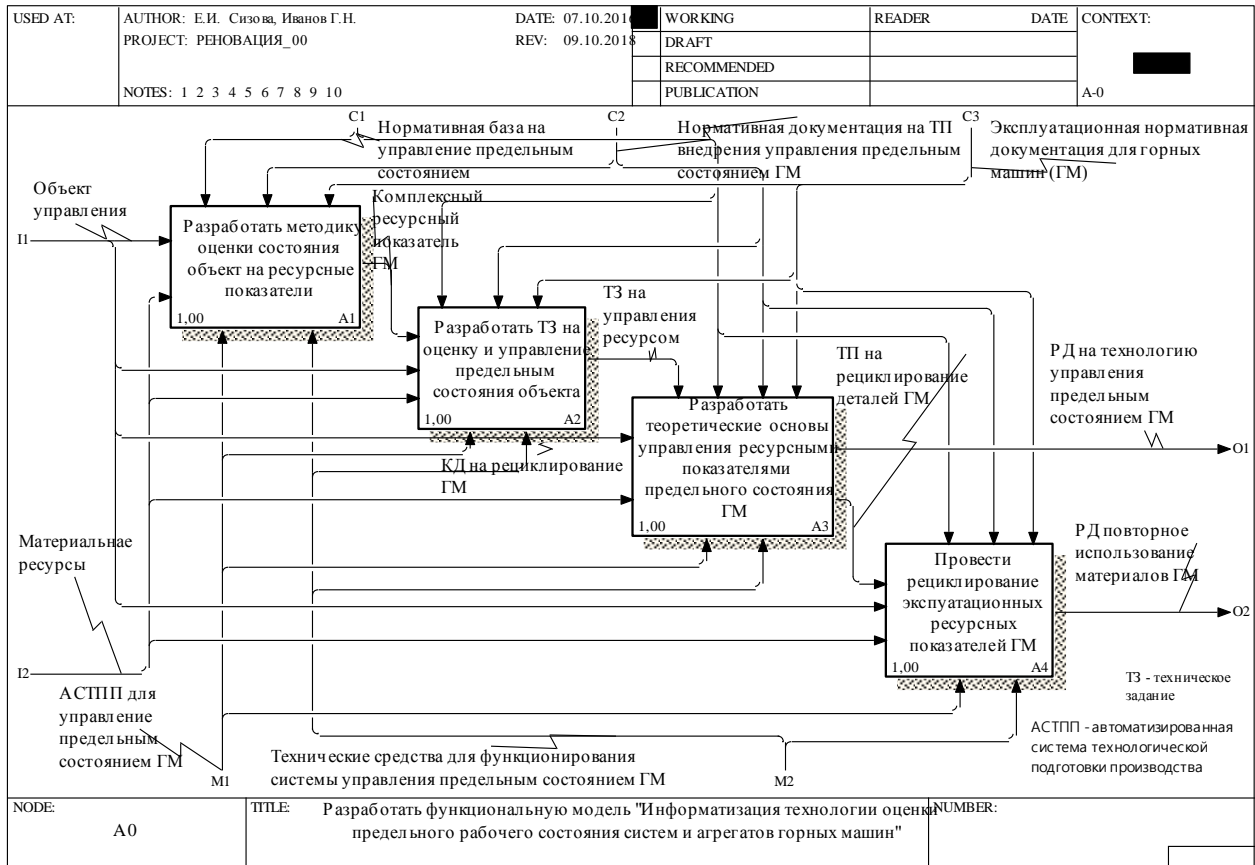 USED AT:
AUTHOR: Е.И. Сизова, Иванов Г.Н.
DATE: 07.10.201
WORKING
READER
DATE
CONTEXT:
PROJECT: РЕНОВАЦИЯ_00
REV: 09.10.2018
DRAFT
RECOMMENDED
NOTES: 1 2 3 4 5 6 7 8 9 10
PUBLICATION
A-0
C1
C2
C3
Нормативная база на
управление предельным
состоянием
Нормативная документация на ТП
внедрения управления предельным
состоянием ГМ
Эксплуатационная нормативная
документация для горных
машин (ГМ)
Объект
управления
Комплексный
ресурсный
показатель
ГМ
I1
Разработать методику
оценки состояния
объект на ресурсные
показатели
1,00
A1
ТЗ на
управления
ресурсом
Разработать ТЗ на
оценку и управление
предельным
состояния объекта
1,00
A2
ТП на
рециклирование
деталей ГМ
РД на технологию
управления
предельным
состоянием ГМ
Разработать
теоретические основы
управления ресурсными
показателями
предельного состояния
ГМ
1,00
A3
O1
КД на рециклирование
ГМ
Материальнае
ресурсы
РД повторное
использование
материалов ГМ
Провести
рециклирование
экспуатационных
ресурсных
показателей ГМ
1,00
A4
O2
I2
АСТПП для
управление
предельным
состоянием ГМ
ТЗ - техническое
задание
АСТПП - автоматизированная
система технологической
подготовки производства
Технические средства для функционирования
системы управления предельным состоянием ГМ
M1
M2
NODE:
A0
TITLE:
Разработать функциональную модель "Информатизация технологии оценки
предельного рабочего состояния систем и агрегатов горных машин"
NUMBER: